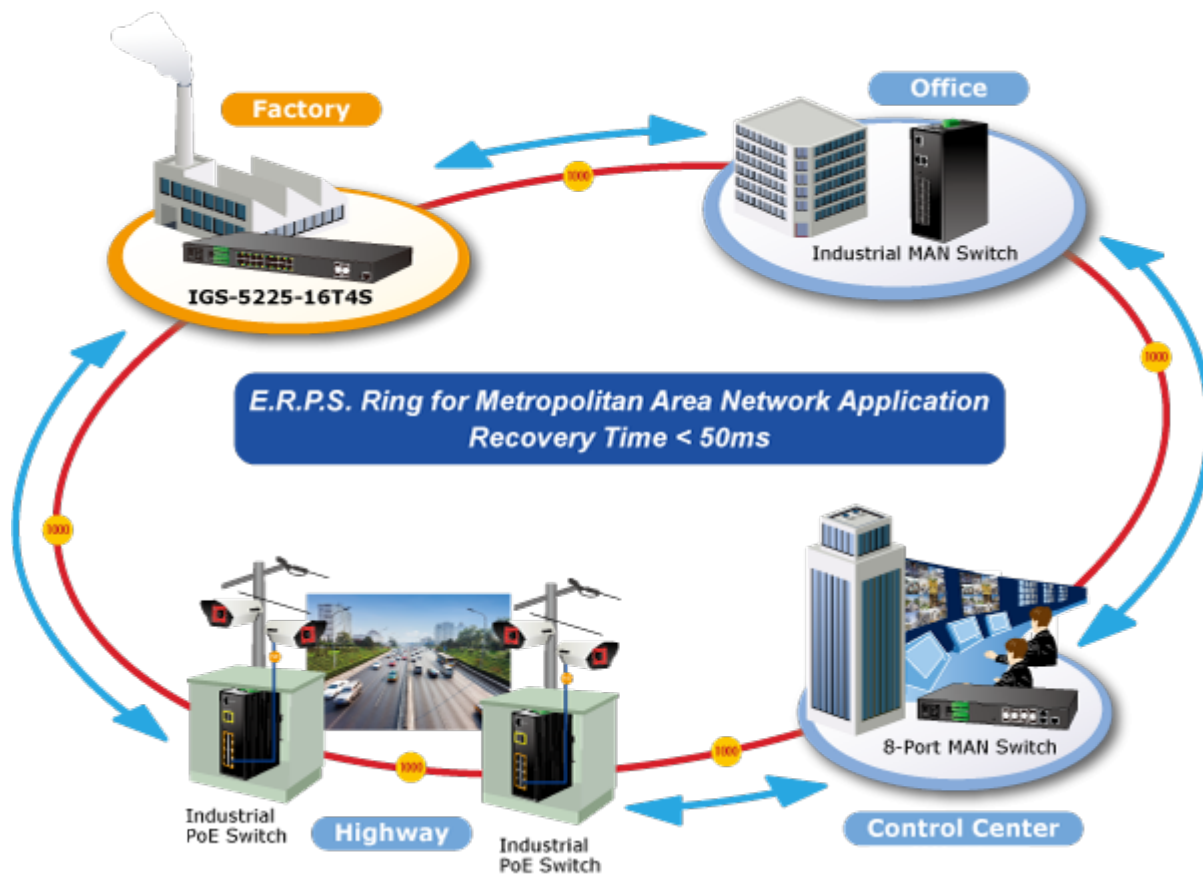 Factory
Office
1000
Industrial MAN Switch
IGS-5225-16T4S
1000
E.R.P.S. Ring for Metropolitan Area Network Application
Recovery Time < 50ms
1000
8-Port MAN Switch
1000
1000
Industrial
PoE Switch
Highway
Industrial
PoE Switch
Control Center